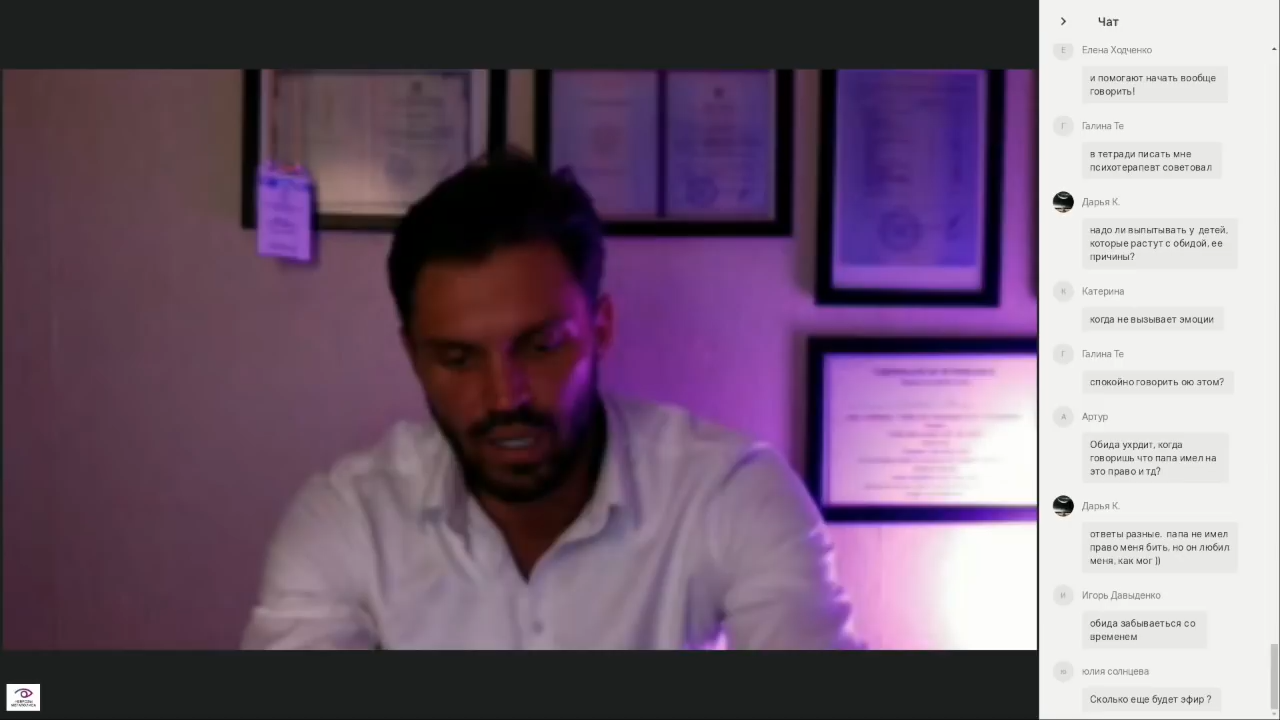 Чат
Елена Ходченко
и помогают начать вообще
говорить!
Галина Те
в тетради писать мне
психотерапевт советовал
Дарья К.
надо ли выпытывать у детей,
которые растут с обидой, ее
причины?
Катерина
когда не вызывает эмоции
Галина Те
спокойно говорить ою этом?
Артур
Обида ухрдит, когда
говоришь что папа имел на
это право и тд?
Дарья К.
ответы разные. папа не имел
право меня бить. но он любил
меня, как мог ))
Игорь Давыденко
обида забываеться со
временем
юлия солнцева
Сколько еще будет эфир ?